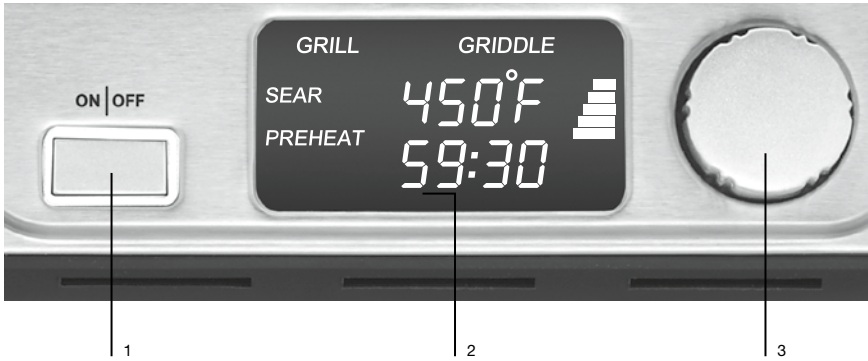 GRILL GRIDDLE
ON|OFF
SEAR 450°F
PREHEAT 59:30
1 2 3